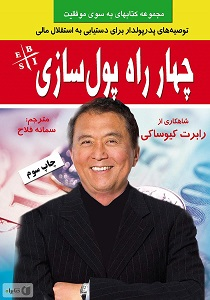 مجموعه کتابهای به سوی موفقیت
توصیه‌های پدرپولدار برای دستیابی به استقلال مالی
E B
S I
چهار راه پول‌سازی
شاهکاری از
رابرت کیوساکی
مترجم:
سمانه فلاح
چاپ سوم